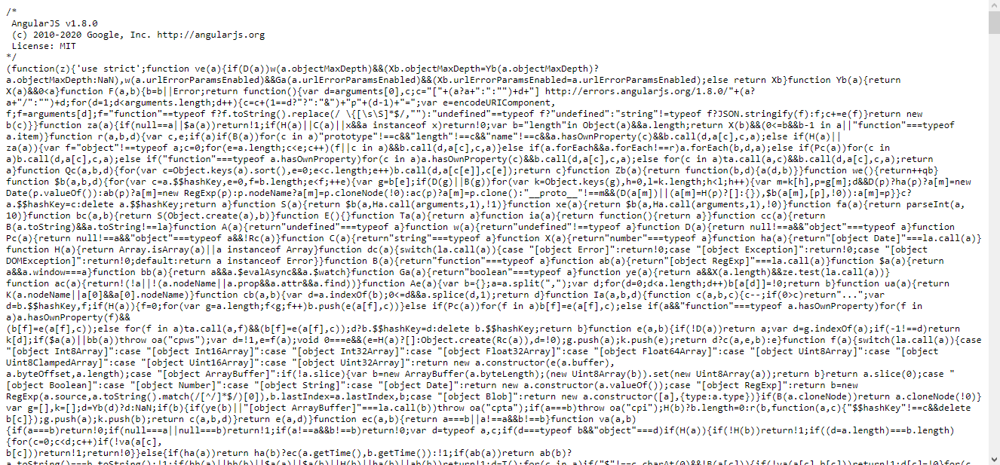 /*
 AngularJS v1.8.0
 (c) 2010-2020 Google, Inc. http://angularjs.org
 License: MIT
*/
(function(z){'use strict';function ve(a){if(D(a))w(a.objectMaxDepth)&&(Xb.objectMaxDepth=Yb(a.objectMaxDepth)?
a.objectMaxDepth:NaN),w(a.urlErrorParamsEnabled)&&Ga(a.urlErrorParamsEnabled)&&(Xb.urlErrorParamsEnabled=a.urlErrorParamsEnabled);else return Xb}function Yb(a){return
X(a)&&0<a}function F(a,b){b=b||Error;return function(){var d=arguments[0],c;c="["+(a?a+":":"")+d+"] http://errors.angularjs.org/1.8.0/"+(a?
a+"/":"")+d;for(d=1;d<arguments.length;d++){c=c+(1==d?"?":"&")+"p"+(d-1)+"=";var e=encodeURIComponent,
f;f=arguments[d];f="function"==typeof f?f.toString().replace(/ \{[\s\S]*$/,""):"undefined"==typeof f?"undefined":"string"!=typeof f?JSON.stringify(f):f;c+=e(f)}return new
b(c)}}function za(a){if(null==a||$a(a))return!1;if(H(a)||C(a)||x&&a instanceof x)return!0;var b="length"in Object(a)&&a.length;return X(b)&&(0<=b&&b-1 in a||"function"===typeof
a.item)}function r(a,b,d){var c,e;if(a)if(B(a))for(c in a)"prototype"!==c&&"length"!==c&&"name"!==c&&a.hasOwnProperty(c)&&b.call(d,a[c],c,a);else if(H(a)||
za(a)){var f="object"!==typeof a;c=0;for(e=a.length;c<e;c++)(f||c in a)&&b.call(d,a[c],c,a)}else if(a.forEach&&a.forEach!==r)a.forEach(b,d,a);else if(Pc(a))for(c in
a)b.call(d,a[c],c,a);else if("function"===typeof a.hasOwnProperty)for(c in a)a.hasOwnProperty(c)&&b.call(d,a[c],c,a);else for(c in a)ta.call(a,c)&&b.call(d,a[c],c,a);return
a}function Qc(a,b,d){for(var c=Object.keys(a).sort(),e=0;e<c.length;e++)b.call(d,a[c[e]],c[e]);return c}function Zb(a){return function(b,d){a(d,b)}}function we(){return++qb}
function $b(a,b,d){for(var c=a.$$hashKey,e=0,f=b.length;e<f;++e){var g=b[e];if(D(g)||B(g))for(var k=Object.keys(g),h=0,l=k.length;h<l;h++){var m=k[h],p=g[m];d&&D(p)?ha(p)?a[m]=new
Date(p.valueOf()):ab(p)?a[m]=new RegExp(p):p.nodeName?a[m]=p.cloneNode(!0):ac(p)?a[m]=p.clone():"__proto__"!==m&&(D(a[m])||(a[m]=H(p)?[]:{}),$b(a[m],[p],!0)):a[m]=p}}c?
a.$$hashKey=c:delete a.$$hashKey;return a}function S(a){return $b(a,Ha.call(arguments,1),!1)}function xe(a){return $b(a,Ha.call(arguments,1),!0)}function fa(a){return parseInt(a,
10)}function bc(a,b){return S(Object.create(a),b)}function E(){}function Ta(a){return a}function ia(a){return function(){return a}}function cc(a){return
B(a.toString)&&a.toString!==la}function A(a){return"undefined"===typeof a}function w(a){return"undefined"!==typeof a}function D(a){return null!==a&&"object"===typeof a}function
Pc(a){return null!==a&&"object"===typeof a&&!Rc(a)}function C(a){return"string"===typeof a}function X(a){return"number"===typeof a}function ha(a){return"[object Date]"===la.call(a)}
function H(a){return Array.isArray(a)||a instanceof Array}function dc(a){switch(la.call(a)){case "[object Error]":return!0;case "[object Exception]":return!0;case "[object
DOMException]":return!0;default:return a instanceof Error}}function B(a){return"function"===typeof a}function ab(a){return"[object RegExp]"===la.call(a)}function $a(a){return
a&&a.window===a}function bb(a){return a&&a.$evalAsync&&a.$watch}function Ga(a){return"boolean"===typeof a}function ye(a){return a&&X(a.length)&&ze.test(la.call(a))}
function ac(a){return!(!a||!(a.nodeName||a.prop&&a.attr&&a.find))}function Ae(a){var b={};a=a.split(",");var d;for(d=0;d<a.length;d++)b[a[d]]=!0;return b}function ua(a){return
K(a.nodeName||a[0]&&a[0].nodeName)}function cb(a,b){var d=a.indexOf(b);0<=d&&a.splice(d,1);return d}function Ia(a,b,d){function c(a,b,c){c--;if(0>c)return"...";var
d=b.$$hashKey,f;if(H(a)){f=0;for(var g=a.length;f<g;f++)b.push(e(a[f],c))}else if(Pc(a))for(f in a)b[f]=e(a[f],c);else if(a&&"function"===typeof a.hasOwnProperty)for(f in
a)a.hasOwnProperty(f)&&
(b[f]=e(a[f],c));else for(f in a)ta.call(a,f)&&(b[f]=e(a[f],c));d?b.$$hashKey=d:delete b.$$hashKey;return b}function e(a,b){if(!D(a))return a;var d=g.indexOf(a);if(-1!==d)return
k[d];if($a(a)||bb(a))throw oa("cpws");var d=!1,e=f(a);void 0===e&&(e=H(a)?[]:Object.create(Rc(a)),d=!0);g.push(a);k.push(e);return d?c(a,e,b):e}function f(a){switch(la.call(a)){case
"[object Int8Array]":case "[object Int16Array]":case "[object Int32Array]":case "[object Float32Array]":case "[object Float64Array]":case "[object Uint8Array]":case "[object
Uint8ClampedArray]":case "[object Uint16Array]":case "[object Uint32Array]":return new a.constructor(e(a.buffer),
a.byteOffset,a.length);case "[object ArrayBuffer]":if(!a.slice){var b=new ArrayBuffer(a.byteLength);(new Uint8Array(b)).set(new Uint8Array(a));return b}return a.slice(0);case "
[object Boolean]":case "[object Number]":case "[object String]":case "[object Date]":return new a.constructor(a.valueOf());case "[object RegExp]":return b=new
RegExp(a.source,a.toString().match(/[^/]*$/)[0]),b.lastIndex=a.lastIndex,b;case "[object Blob]":return new a.constructor([a],{type:a.type})}if(B(a.cloneNode))return a.cloneNode(!0)}
var g=[],k=[];d=Yb(d)?d:NaN;if(b){if(ye(b)||"[object ArrayBuffer]"===la.call(b))throw oa("cpta");if(a===b)throw oa("cpi");H(b)?b.length=0:r(b,function(a,c){"$$hashKey"!==c&&delete
b[c]});g.push(a);k.push(b);return c(a,b,d)}return e(a,d)}function ec(a,b){return a===b||a!==a&&b!==b}function va(a,b)
{if(a===b)return!0;if(null===a||null===b)return!1;if(a!==a&&b!==b)return!0;var d=typeof a,c;if(d===typeof b&&"object"===d)if(H(a)){if(!H(b))return!1;if((d=a.length)===b.length)
{for(c=0;c<d;c++)if(!va(a[c],
b[c]))return!1;return!0}}else{if(ha(a))return ha(b)?ec(a.getTime(),b.getTime()):!1;if(ab(a))return ab(b)?
a.toString()===b.toString():!1;if(bb(a)||bb(b)||$a(a)||$a(b)||H(b)||ha(b)||ab(b))return!1;d=T();for(c in a)if("$"!==c.charAt(0)&&!B(a[c])){if(!va(a[c],b[c]))return!1;d[c]=!0}for(c